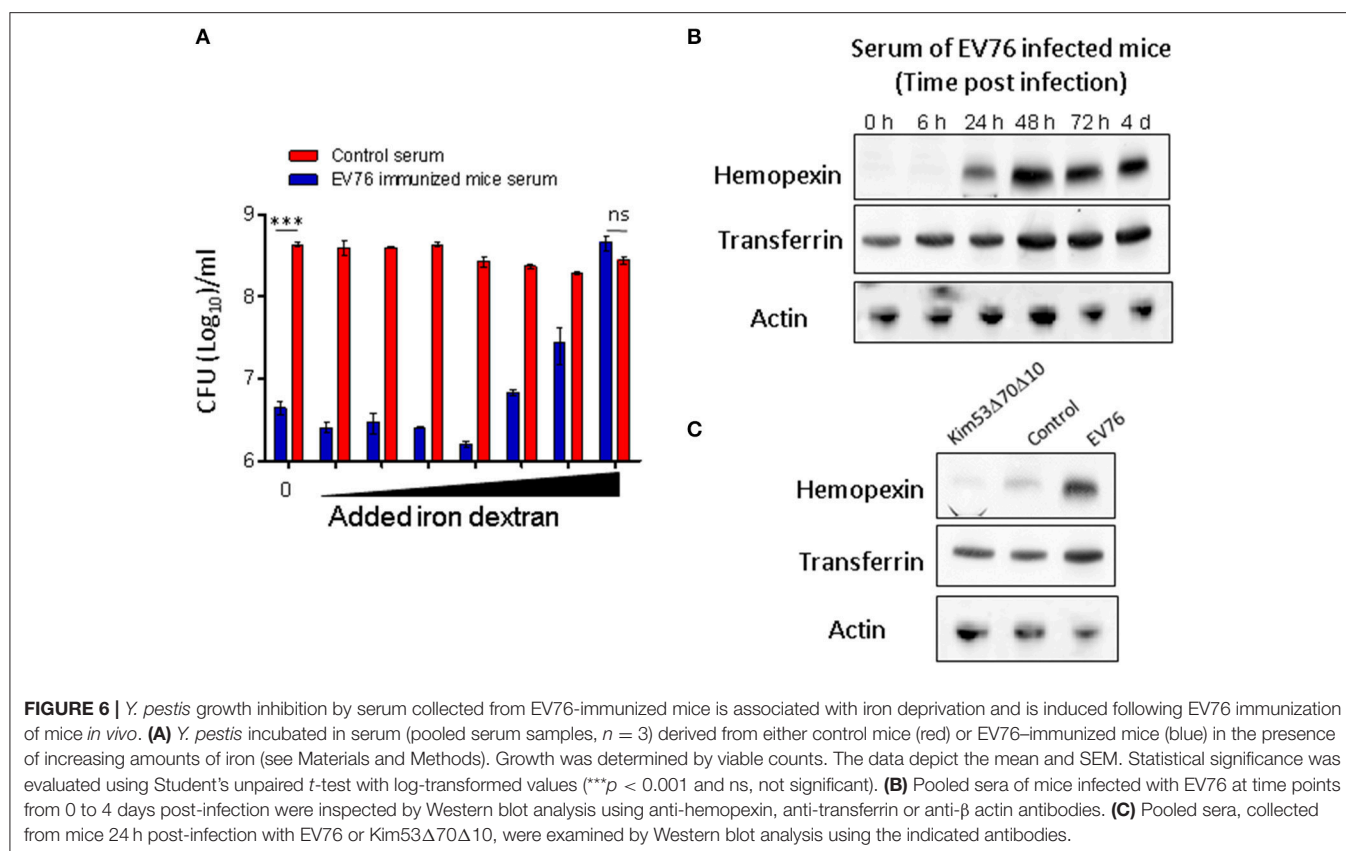 A
Control serum
EV76 immunized mice serum
CFU (Log10)/ml
9
8
7
6
***
ns
0
Added iron dextran
B
Serum of EV76 infected mice
(Time post infection)
0 h 6 h 24 h 48 h 72 h 4 d
Hemopexin
Transferrin
Actin
C
Kim53Δ70Δ10 Control EV76
Hemopexin
Transferrin
Actin
FIGURE 6 | Y. pestis growth inhibition by serum collected from EV76-immunized mice is associated with iron deprivation and is induced following EV76 immunization
of mice in vivo. (A) Y. pestis incubated in serum (pooled serum samples, n = 3) derived from either control mice (red) or EV76–immunized mice (blue) in the presence
of increasing amounts of iron (see Materials and Methods). Growth was determined by viable counts. The data depict the mean and SEM. Statistical significance was
evaluated using Student's unpaired t-test with log-transformed values (***p < 0.001 and ns, not significant). (B) Pooled sera of mice infected with EV76 at time points
from 0 to 4 days post-infection were inspected by Western blot analysis using anti-hemopexin, anti-transferrin or anti-β actin antibodies. (C) Pooled sera, collected
from mice 24 h post-infection with EV76 or Kim53Δ70Δ10, were examined by Western blot analysis using the indicated antibodies.